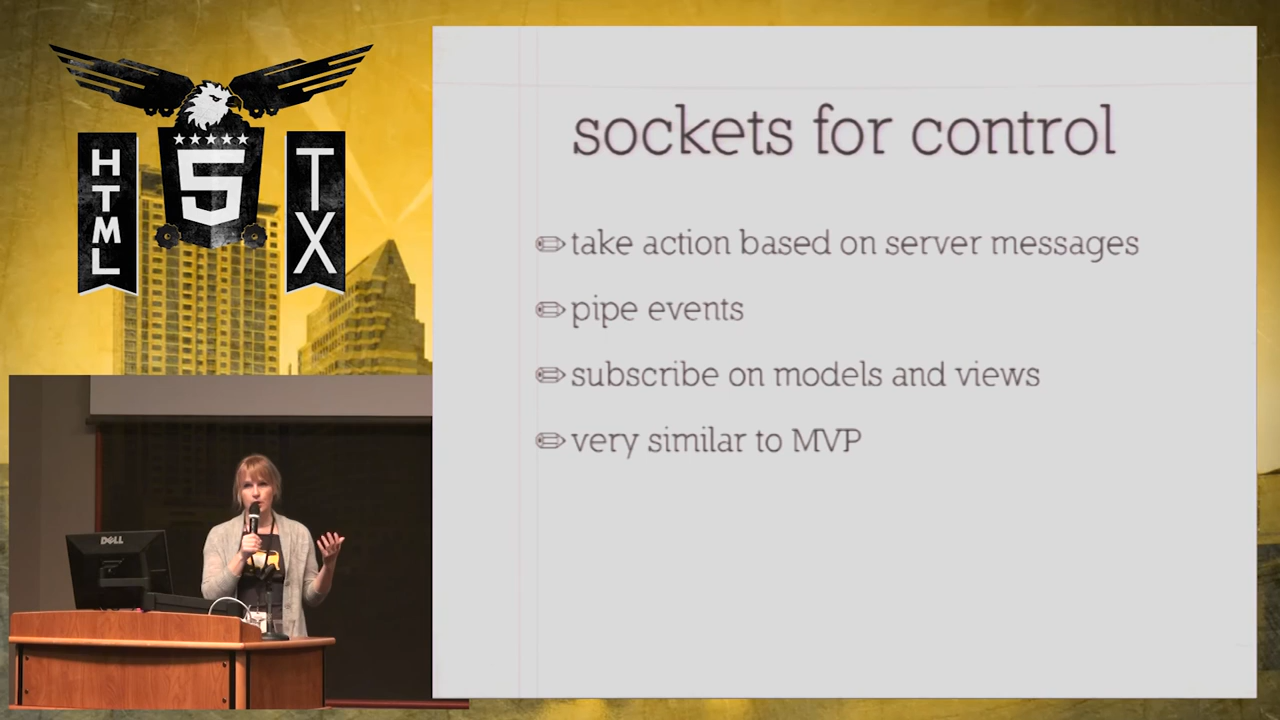 HTML
5
TX
sockets for control
take action based on server messages
pipe events
subscribe on models and views
very similar to MVP
DELL